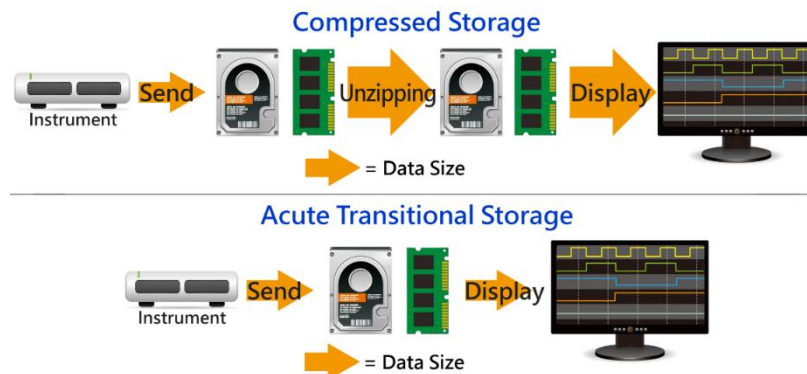 Compressed Storage
Send
Unzipping
Display
Instrument
= Data Size
Acute Transitional Storage
Send
Display
Instrument
= Data Size